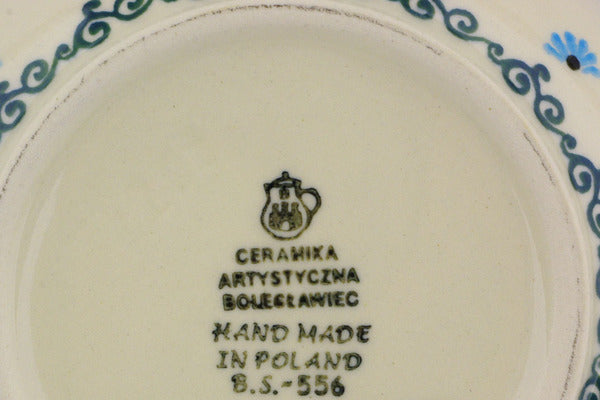 CERAMIKA
ARTYSTYCZNA
BOLESŁAWIEC
HAND MADE
IN POLAND
B.S.-556